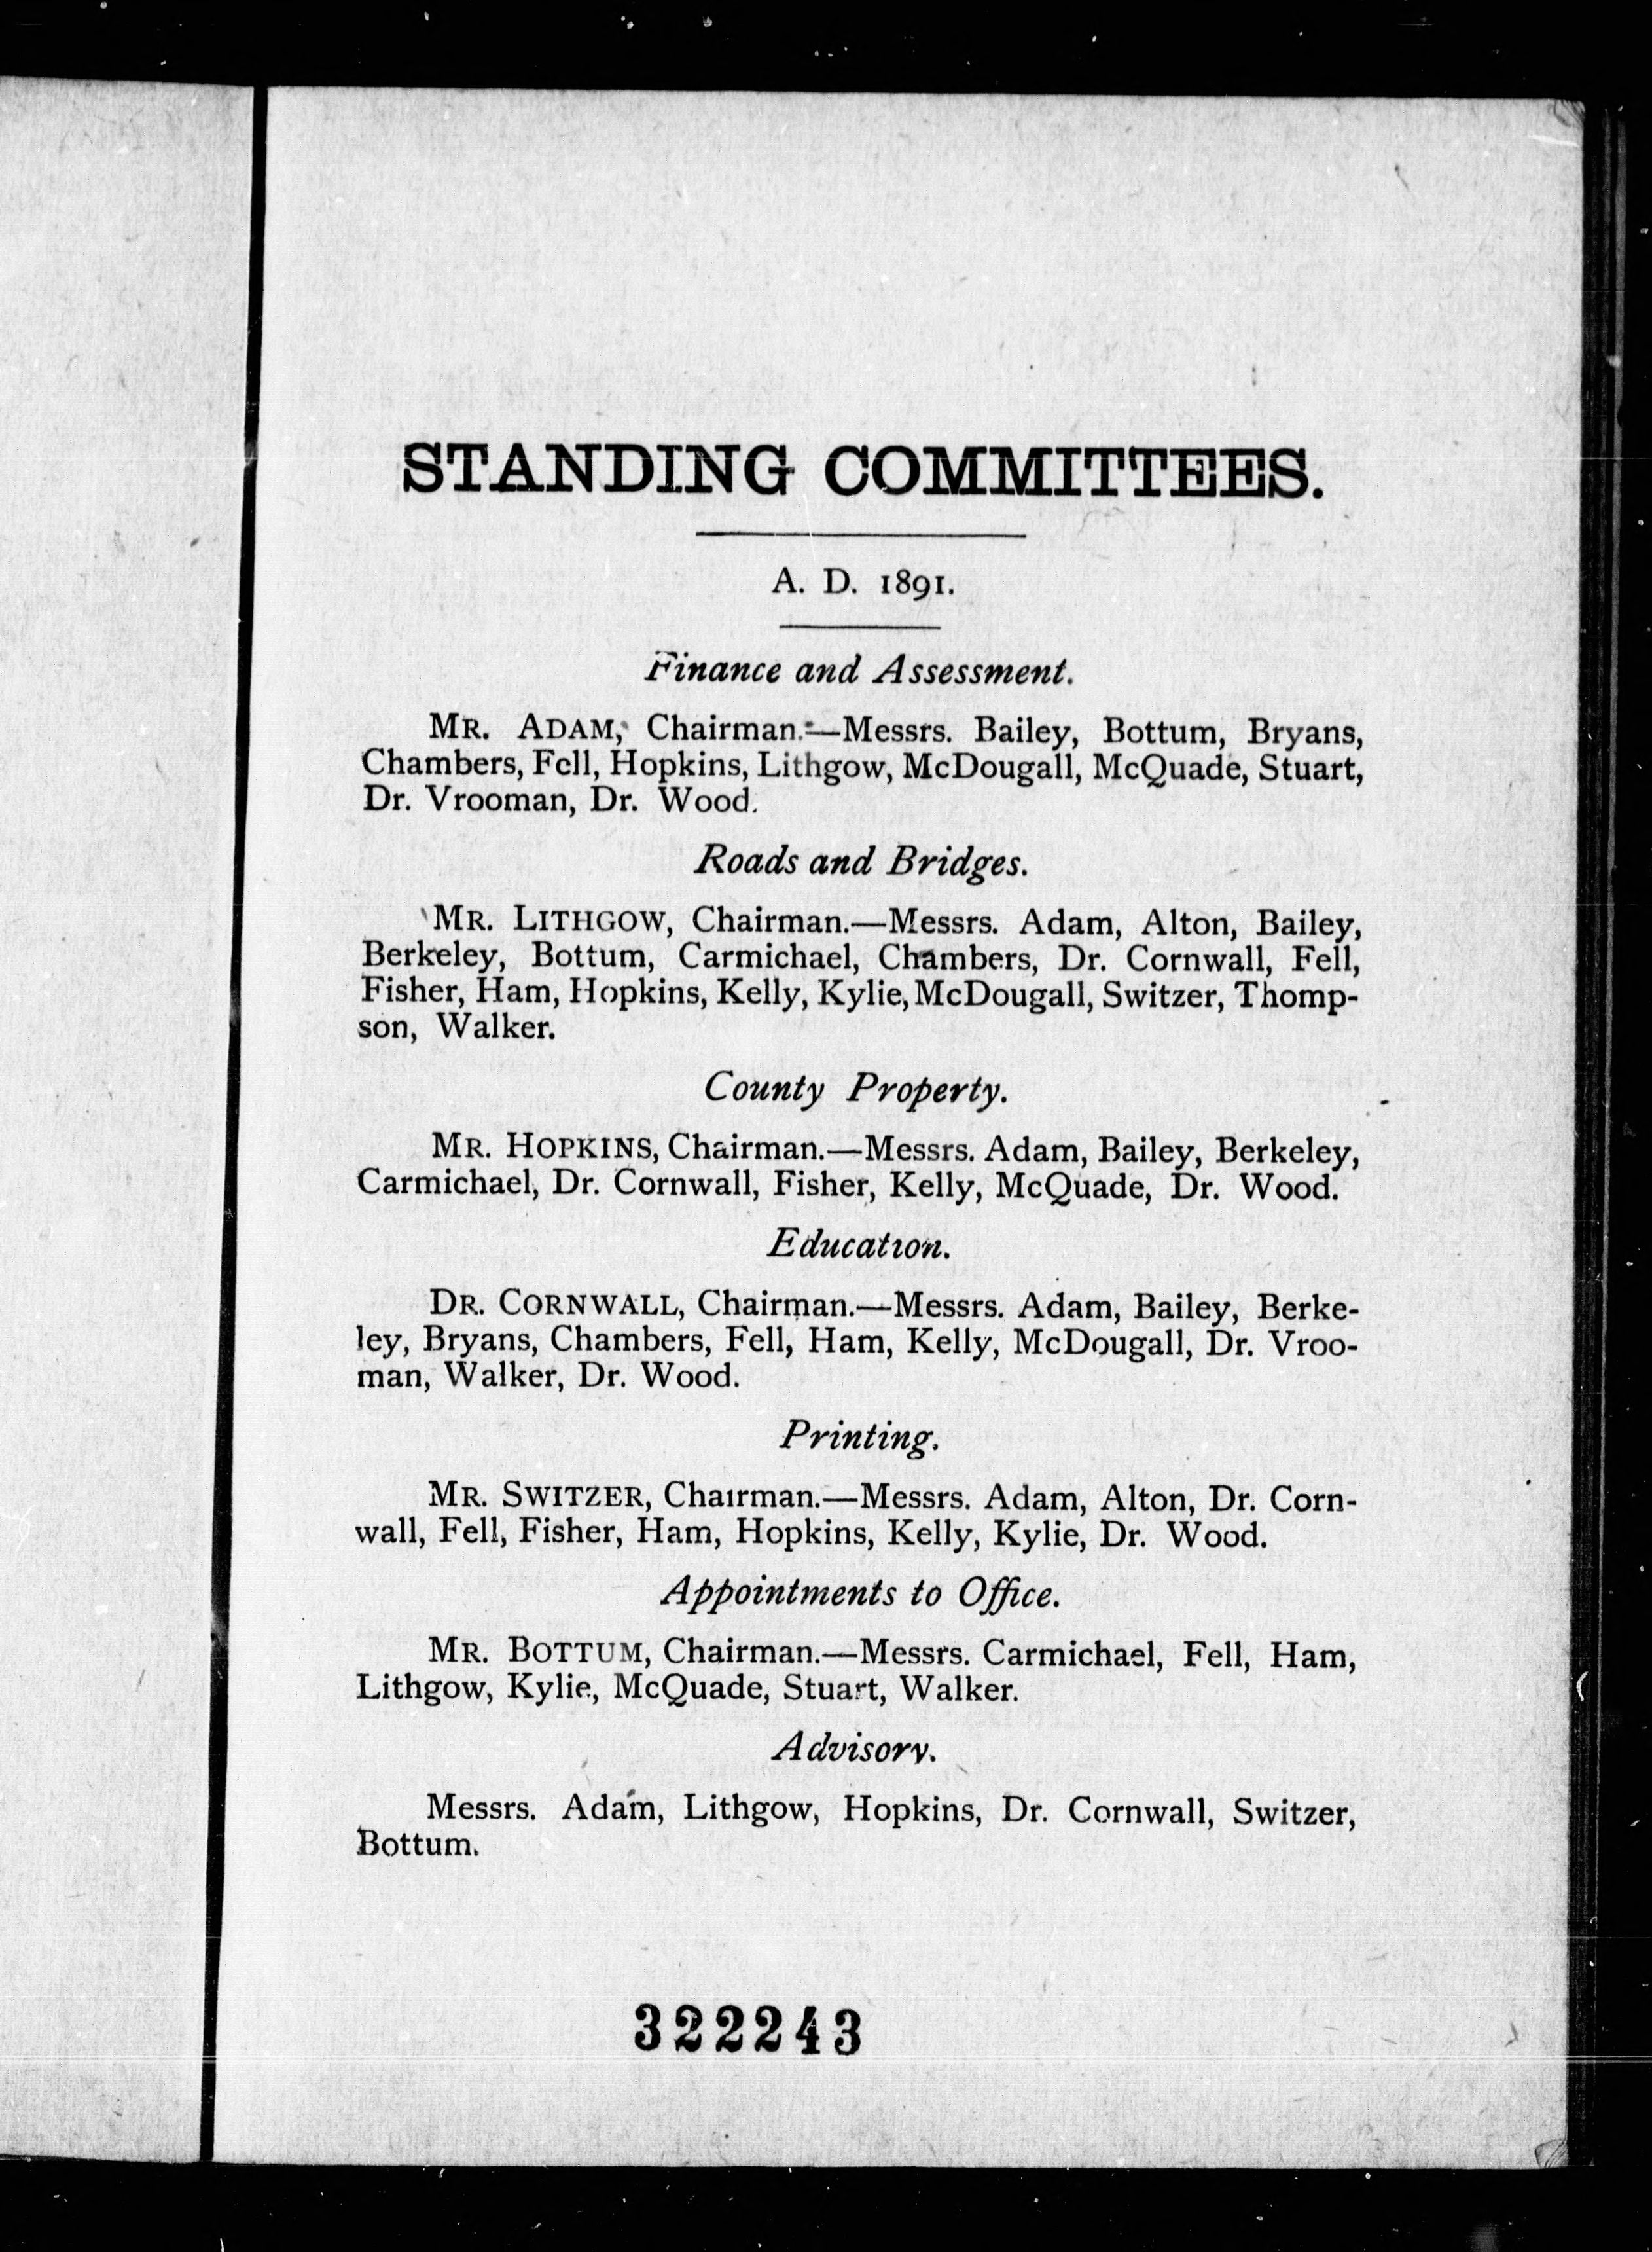 STANDING COMMITTEES.
A. D. 1891.
Finance and Assessment.
MR. ADAM, Chairman.—Messrs. Bailey, Bottum, Bryans,
Chambers, Fell, Hopkins, Lithgow, McDougall, McQuade, Stuart,
Dr. Vrooman, Dr. Wood.
Roads and Bridges.
MR. LITHGOW, Chairman.—Messrs. Adam, Alton, Bailey,
Berkeley, Bottum, Carmichael, Chambers, Dr. Cornwall, Fell,
Fisher, Ham, Hopkins, Kelly, Kylie, McDougall, Switzer, Thomp-
son, Walker.
County Property.
MR. HOPKINS, Chairman.—Messrs. Adam, Bailey, Berkeley,
Carmichael, Dr. Cornwall, Fisher, Kelly, McQuade, Dr. Wood.
Education.
DR. CORNWALL, Chairman.—Messrs. Adam, Bailey, Berke-
ley, Bryans, Chambers, Fell, Ham, Kelly, McDougall, Dr. Vroo-
man, Walker, Dr. Wood.
Printing.
MR. SWITZER, Chairman.—Messrs. Adam, Alton, Dr. Corn-
wall, Fell, Fisher, Ham, Hopkins, Kelly, Kylie, Dr. Wood.
Appointments to Office.
MR. BOTTUM, Chairman.—Messrs. Carmichael, Fell, Ham,
Lithgow, Kylie, McQuade, Stuart, Walker.
Advisory.
Messrs. Adam, Lithgow, Hopkins, Dr. Cornwall, Switzer,
Bottum.
322243